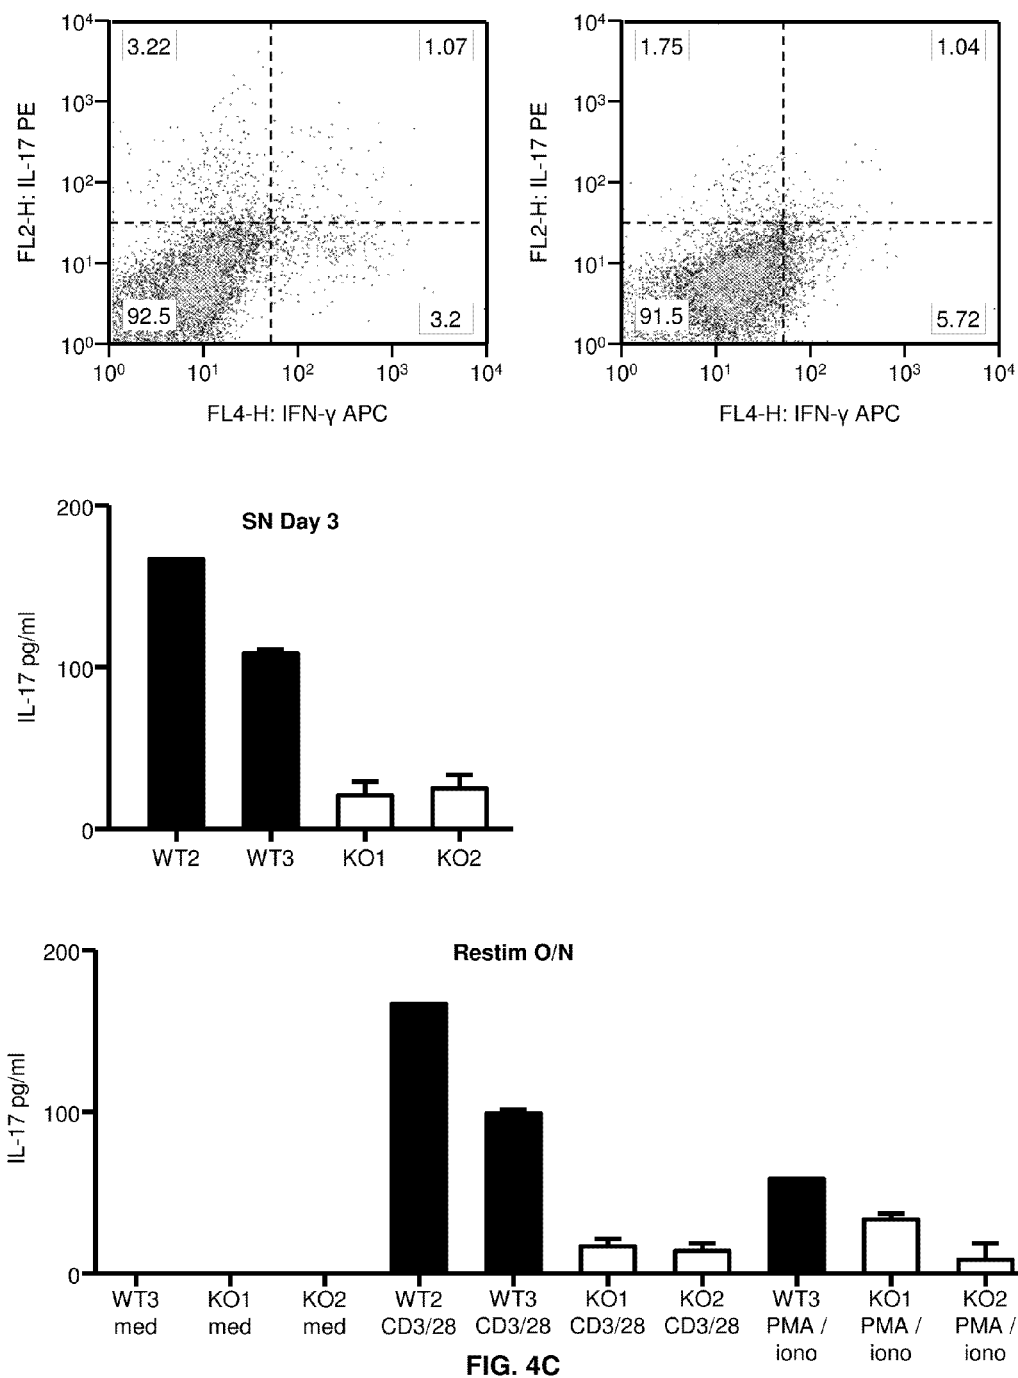 10⁴ 3.22 1.07
10³
10²
10¹
10⁰ 92.5 3.2
FL2-H: IL-17 PE
10⁰ 10¹ 10² 10³ 10⁴
FL4-H: IFN-γ APC
10⁴ 1.75 1.04
10³
10²
10¹
10⁰ 91.5 5.72
FL2-H: IL-17 PE
10⁰ 10¹ 10² 10³ 10⁴
FL4-H: IFN-γ APC
SN Day 3
200
100
0
IL-17 pg/ml
WT2 WT3 KO1 KO2
Restim O/N
200
100
0
IL-17 pg/ml
WT3 KO1 KO2 WT2 WT3 KO1 KO2 WT3 KO1 KO2
med med med CD3/28 CD3/28 CD3/28 CD3/28 PMA / PMA / PMA /
iono iono iono
FIG. 4C